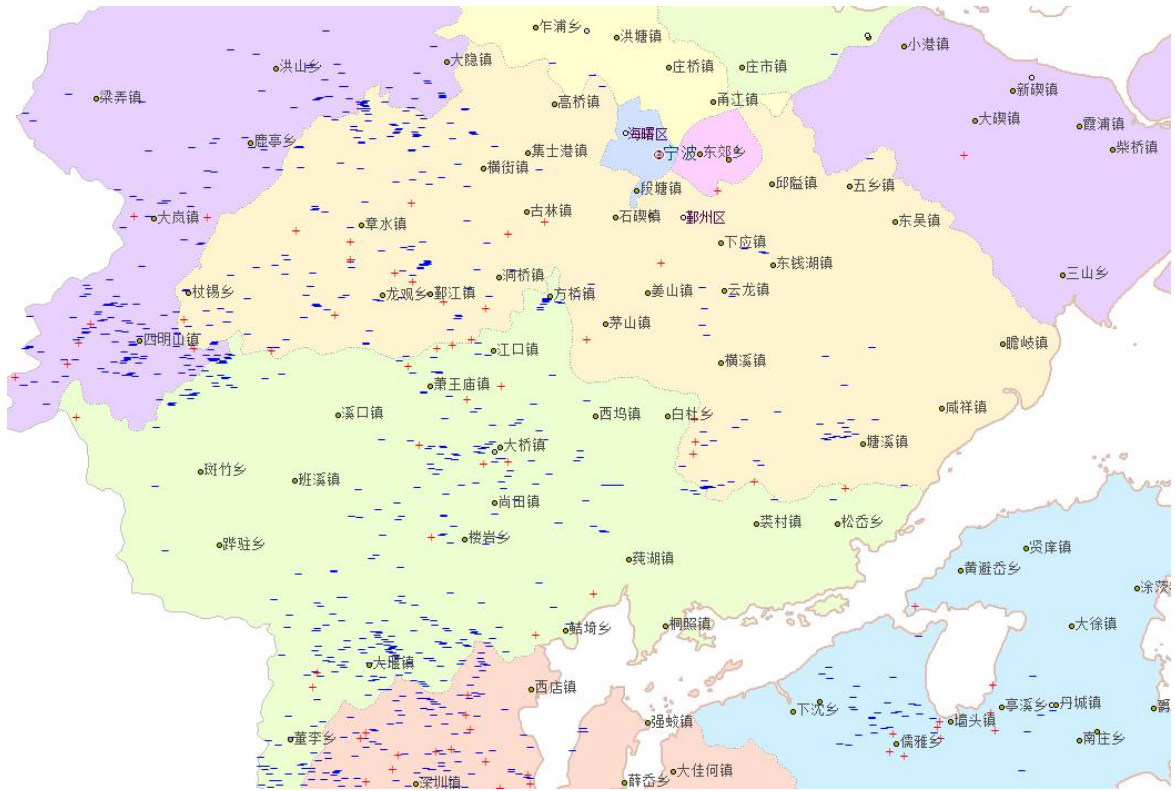 乍浦乡
洪塘镇
小港镇
洪山乡
大隐镇
庄桥镇
庄市镇
梁弄镇
高桥镇
甬江镇
新碶镇
大碶镇
霞浦镇
鹿亭乡
海曙区
集士港镇
宁波
东郊乡
柴桥镇
横街镇
段塘镇
邱隘镇
五乡镇
大岚镇
章水镇
古林镇
石碶镇
鄞州区
东吴镇
下应镇
洞桥镇
东钱湖镇
三山乡
杖锡乡
龙观乡
鄞江镇
方桥镇
姜山镇
云龙镇
茅山镇
四明山镇
江口镇
横溪镇
瞻岐镇
萧王庙镇
溪口镇
西坞镇
白杜乡
咸祥镇
大桥镇
塘溪镇
斑竹乡
班溪镇
尚田镇
裘村镇
松岙乡
跸驻乡
楼岩乡
莼湖镇
贤庠镇
黄避岙乡
涂茨
鲒埼乡
桐照镇
大徐镇
大堰镇
西店镇
下沈乡
亭溪乡
丹城镇
爵
强蛟镇
墙头镇
董李乡
儒雅乡
南庄乡
深圳镇
薛岙乡
大佳何镇